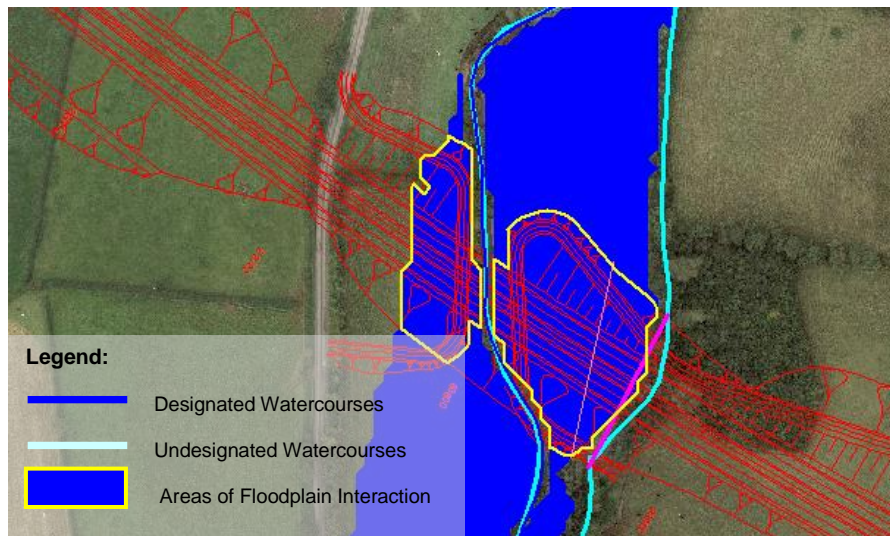 Legend:
Designated Watercourses
Undesignated Watercourses
Areas of Floodplain Interaction